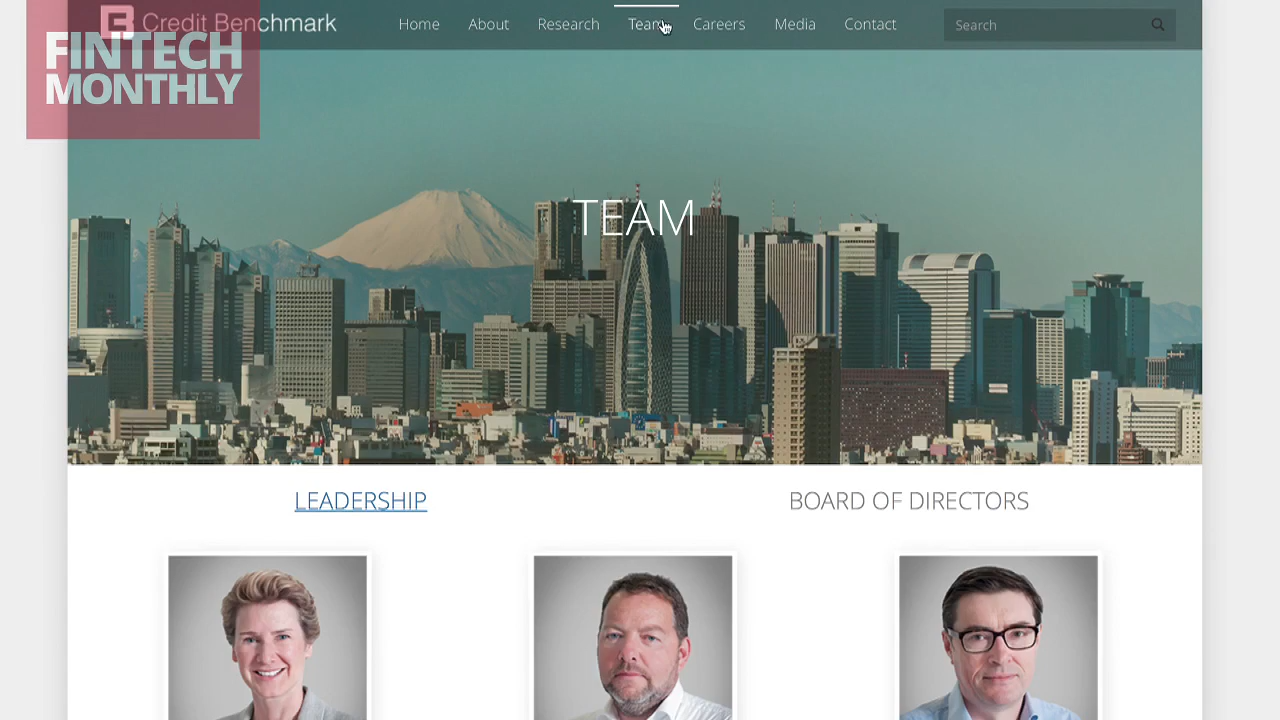 Credit Benchmark
Home About Research Team Careers Media Contact Search
FINTECH
MONTHLY
TEAM
LEADERSHIP BOARD OF DIRECTORS